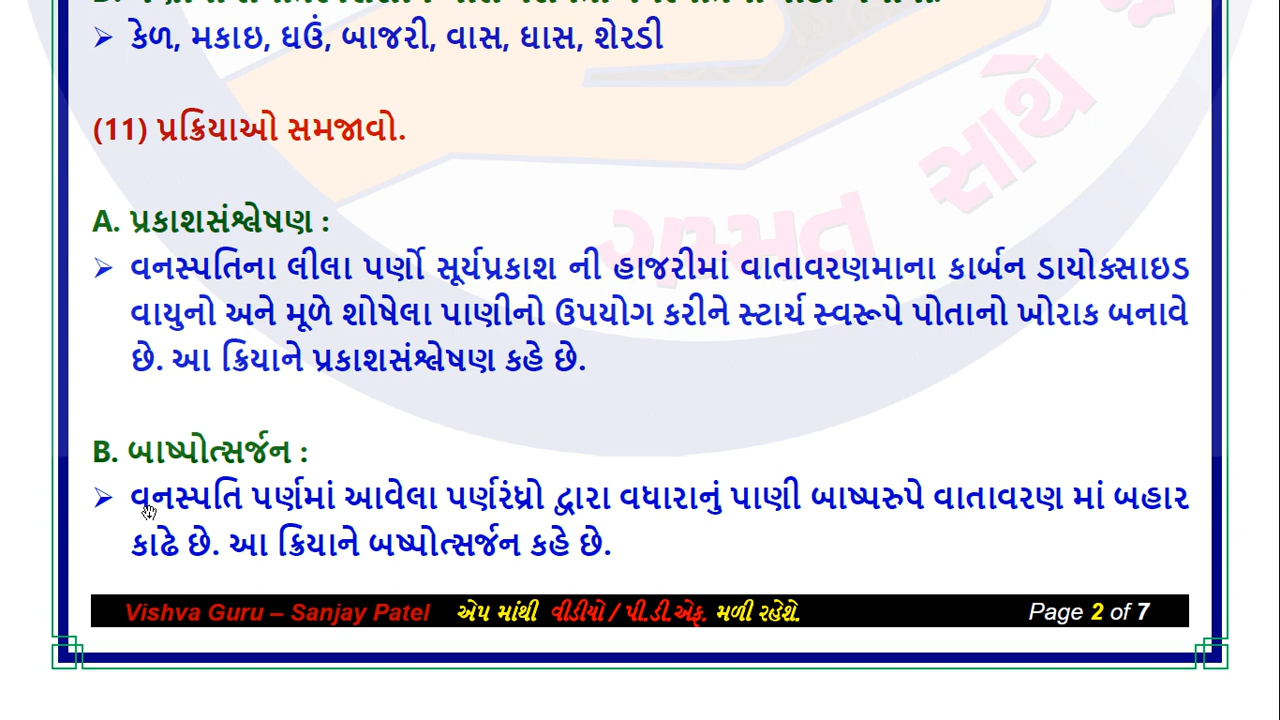 કેળ, મકાઇ, ઘઉં, બાજરી, વાસ, ઘાસ, શેરડી
(11) પ્રક્રિયાઓ સમજાવો.
A. પ્રકાશસંશ્લેષણ :
વનસ્પતિના લીલા પર્ણો સૂર્યપ્રકાશ ની હાજરીમાં વાતાવરણમાના કાર્બન ડાયોક્સાઇડ
વાયુનો અને મૂળે શોષેલા પાણીનો ઉપયોગ કરીને સ્ટાર્ચ સ્વરૂપે પોતાનો ખોરાક બનાવે
છે. આ ક્રિયાને પ્રકાશસંશ્લેષણ કહે છે.
B. બાષ્પોત્સર્જન :
વનસ્પતિ પર્ણમાં આવેલા પર્ણરંધ્રો દ્વારા વધારાનું પાણી બાષ્પરુપે વાતાવરણ માં બહાર
કાઢે છે. આ ક્રિયાને બષ્પોત્સર્જન કહે છે.
Vishva Guru – Sanjay Patel એપ માંથી વીડીયો / પી.ડી.એફ. મળી રહેશે. Page 2 of 7
ગમ્મત સાથે